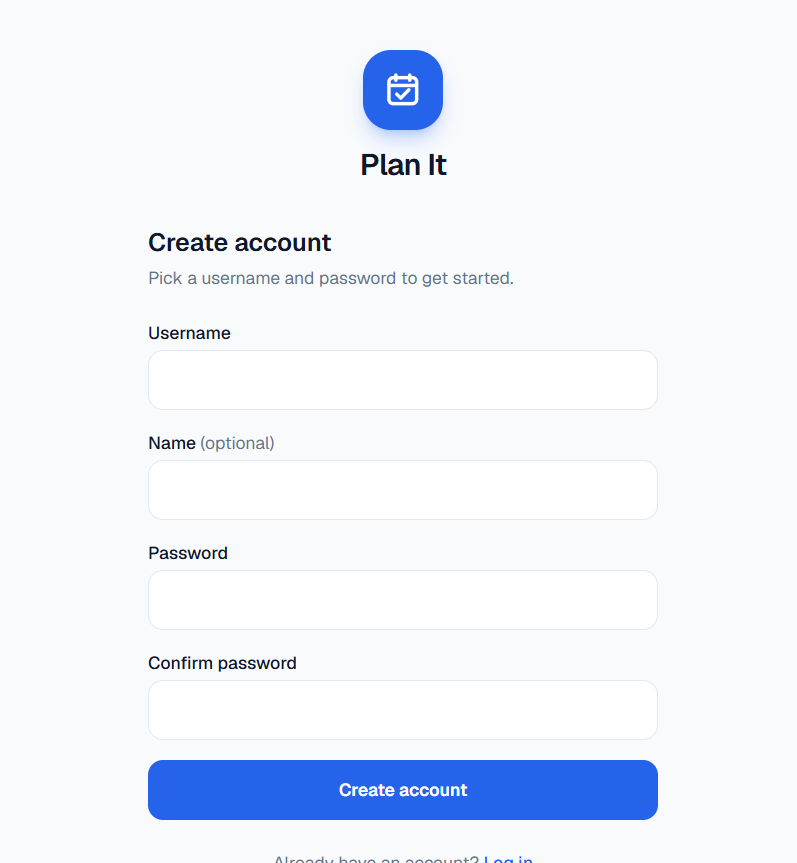 Plan It
Create account
Pick a username and password to get started.
Username
Name (optional)
Password
Confirm password
Create account
Already have an account? Log in